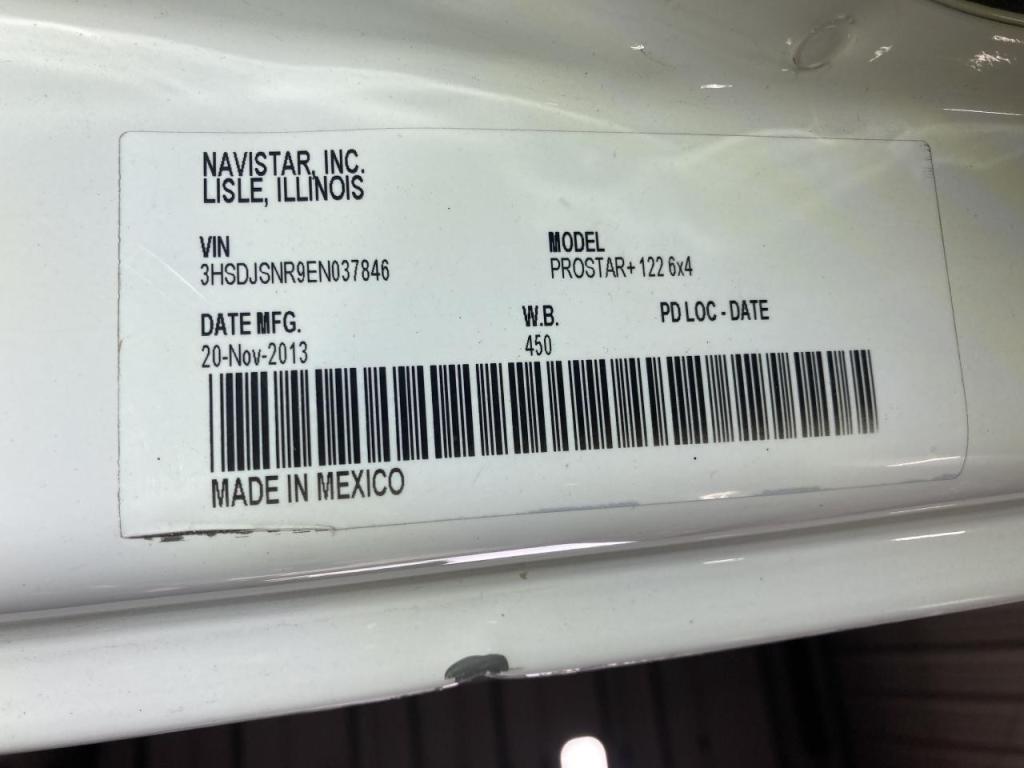 NAVISTAR, INC.
LISLE, ILLINOIS
VIN
3HSDJSNR9EN037846
MODEL
PROSTAR+ 122 6x4
DATE MFG.
20-Nov-2013
W.B.
450
PD LOC - DATE
MADE IN MEXICO